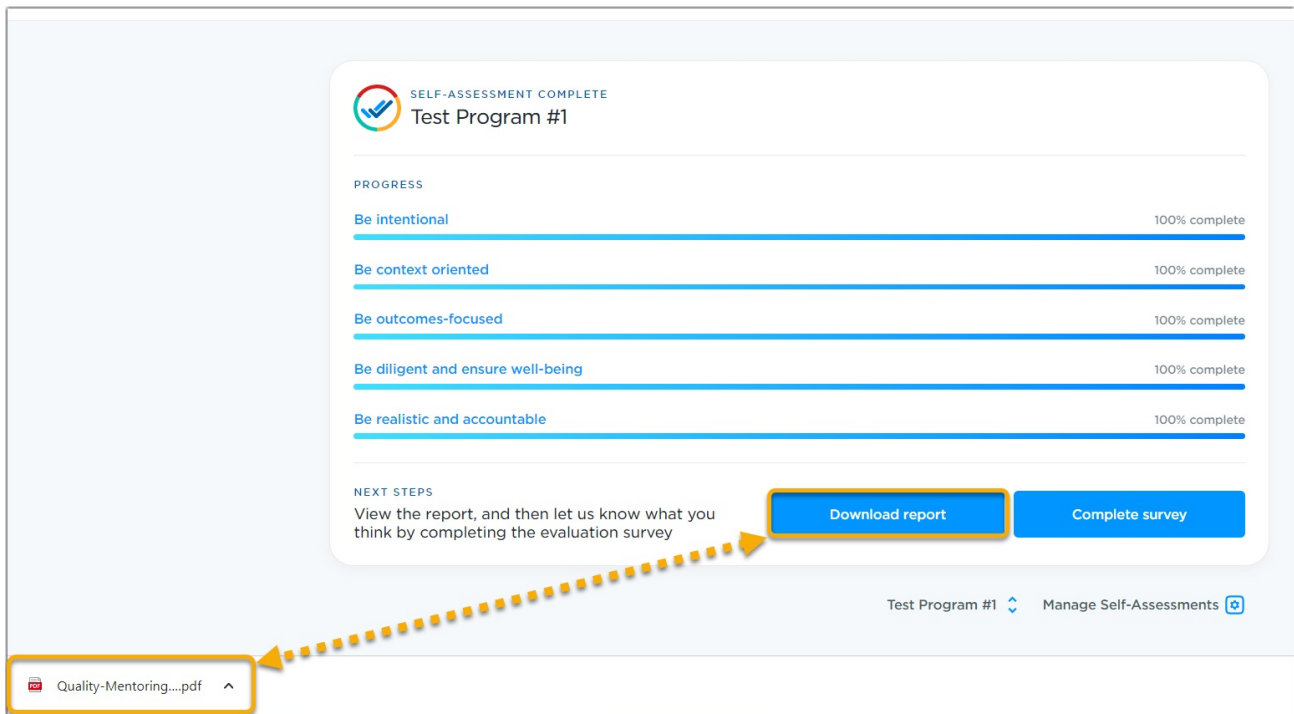 SELF-ASSESSMENT COMPLETE
Test Program #1
PROGRESS
Be intentional
100% complete
Be context oriented
100% complete
Be outcomes-focused
100% complete
Be diligent and ensure well-being
100% complete
Be realistic and accountable
100% complete
NEXT STEPS
View the report, and then let us know what you
think by completing the evaluation survey
Download report
Complete survey
Test Program #1
Manage Self-Assessments
PDF
Quality-Mentoring....pdf